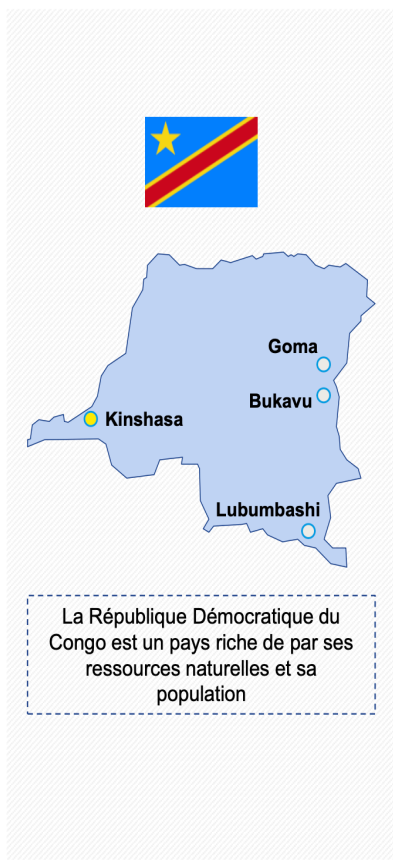 Goma
Bukavu
Kinshasa
Lubumbashi
La République Démocratique du
Congo est un pays riche de par ses
ressources naturelles et sa
population